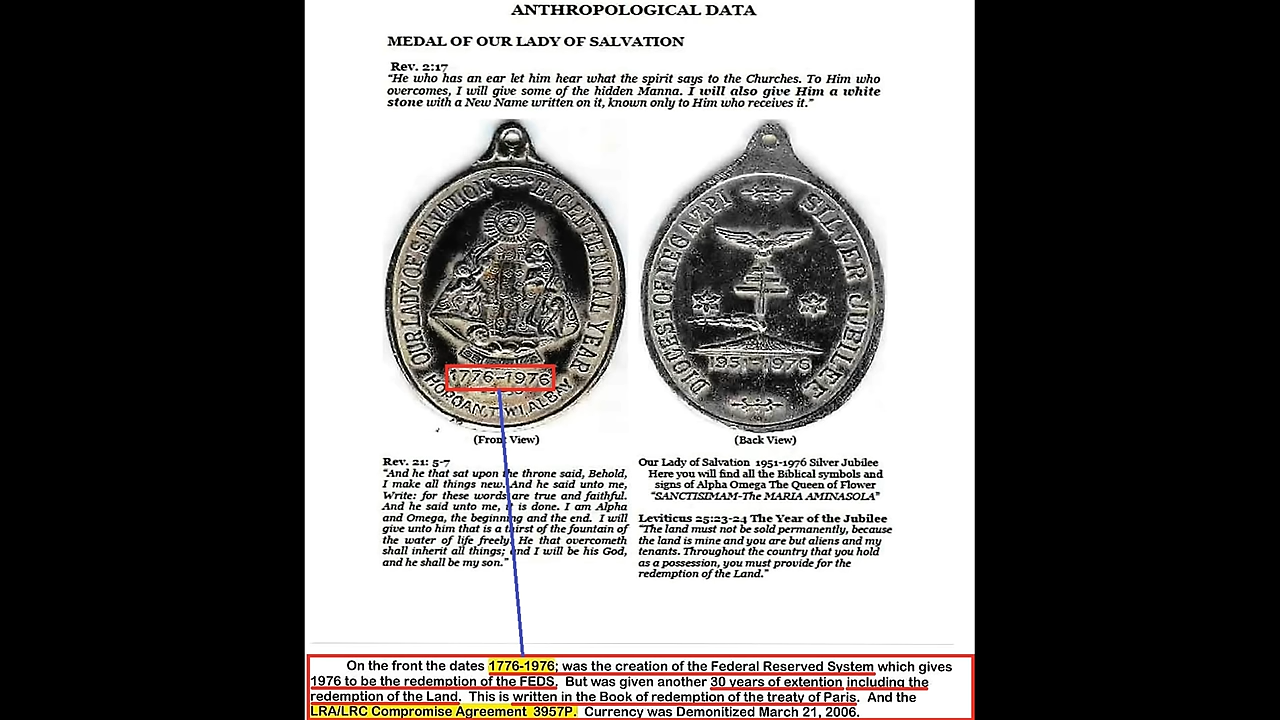 ANTHROPOLOGICAL DATA
MEDAL OF OUR LADY OF SALVATION
Rev. 2:17
“He who has an ear let him hear what the spirit says to the Churches. To Him who
overcomes, I will give some of the hidden Manna. I will also give Him a white
stone with a New Name written on it, known only to Him who receives it.”
OUR LADY OF SALVATION BICENTENNIAL YEAR
1776-1976
ALBAY
DIOCESE OF LEGAZPI SILVER JUBILEE
1951-1976
(Front View)
(Back View)
Rev. 21: 5-7
“And he that sat upon the throne said, Behold,
I make all things new. And he said unto me,
Write: for these words are true and faithful.
And he said unto me, it is done. I am Alpha
and Omega, the beginning and the end. I will
give unto him that is a thirst of the fountain of
the water of life freely. He that overcometh
shall inherit all things; and I will be his God,
and he shall be my son.”
Our Lady of Salvation 1951-1976 Silver Jubilee
Here you will find all the Biblical symbols and
signs of Alpha Omega The Queen of Flower
“SANCTISIMAM-The MARIA AMINASOLA”
Leviticus 25:23-24 The Year of the Jubilee
“The land must not be sold permanently, because
the land is mine and you are but aliens and my
tenants. Throughout the country that you hold
as a possession, you must provide for the
redemption of the Land.”
On the front the dates 1776-1976; was the creation of the Federal Reserved System which gives
1976 to be the redemption of the FEDS. But was given another 30 years of extention including the
redemption of the Land. This is written in the Book of redemption of the treaty of Paris. And the
LRA/LRC Compromise Agreement 3957P. Currency was Demonitized March 21, 2006.